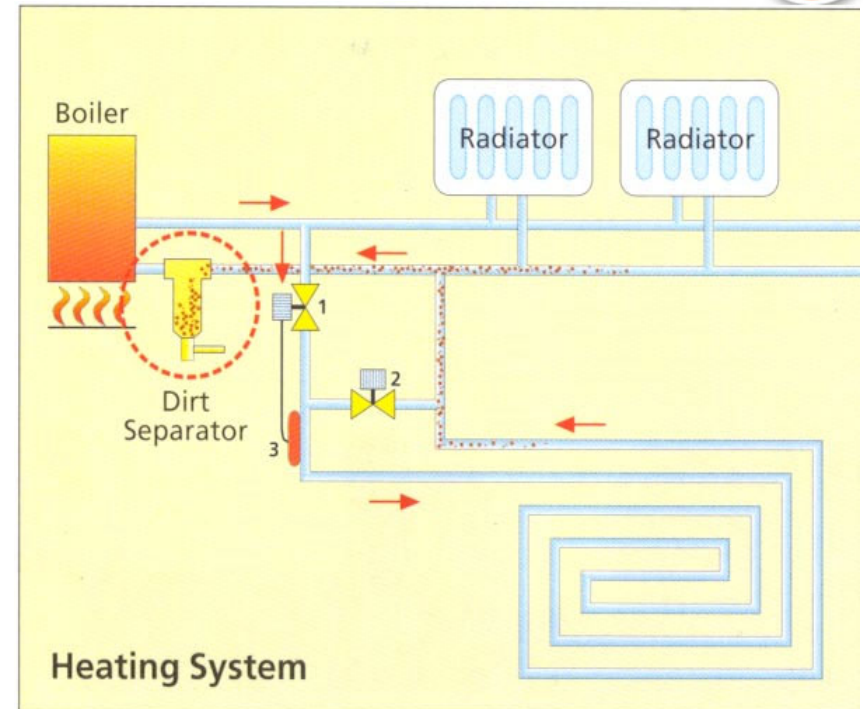 Boiler
Radiator
Radiator
1
2
Dirt
Separator
3
Heating System